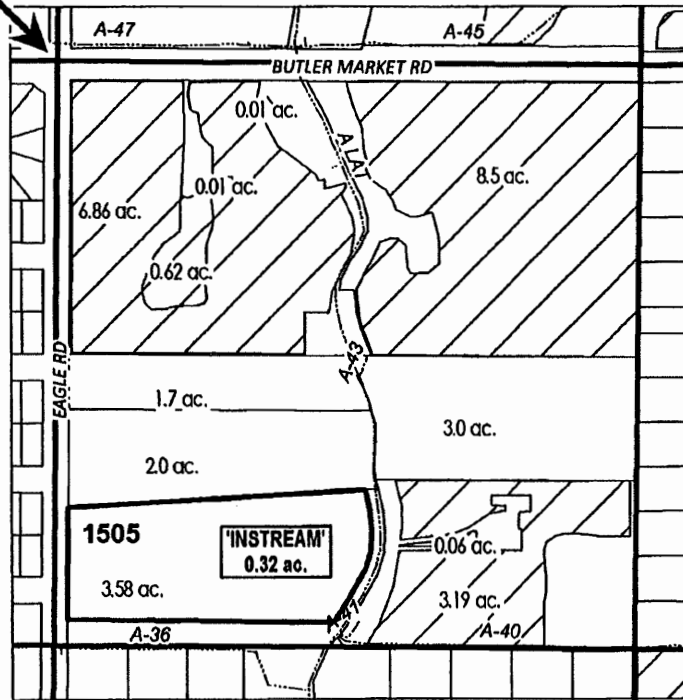 A-47
A-45
BUTLER MARKET RD
0.01 ac.
A LAT
8.5 ac.
0.01 ac.
6.86 ac.
0.62 ac.
EAGLE RD
A-43
1.7 ac.
3.0 ac.
2.0 ac.
1505
'INSTREAM'
0.32 ac.
0.06 ac.
3.58 ac.
3.19 ac.
A-36
A-40